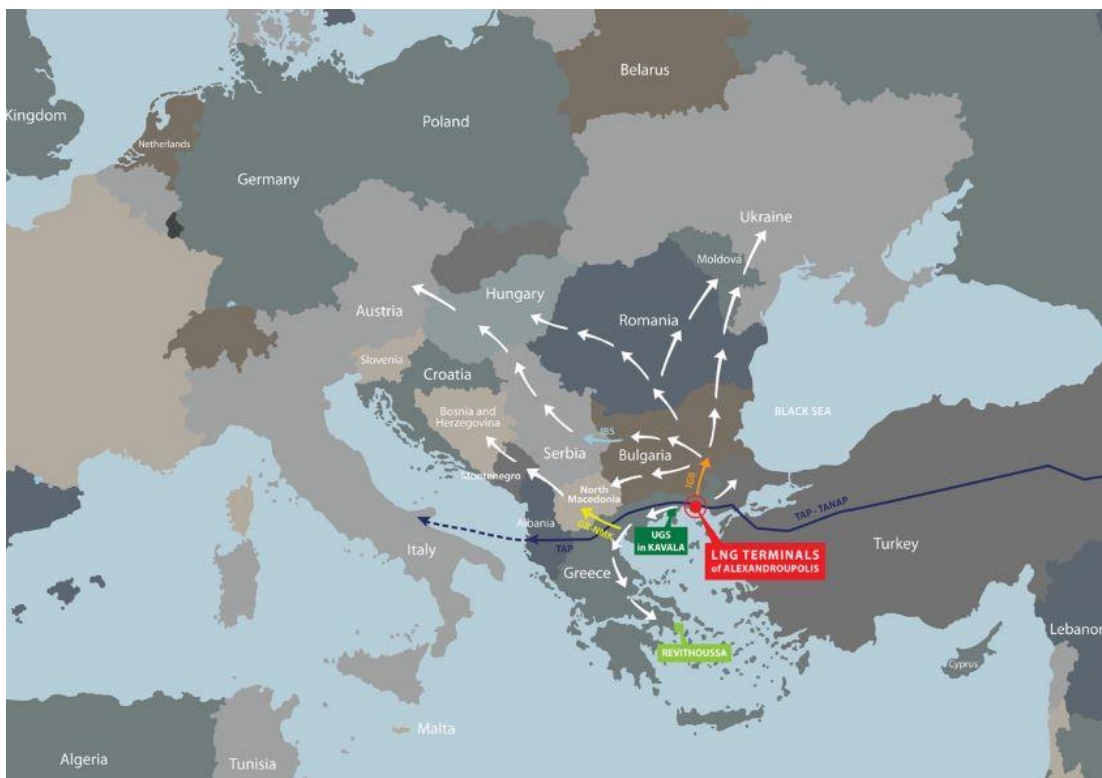 Belarus
Kingdom
Poland
Netherlands
Germany
Ukraine
Moldova
Hungary
Austria
Romania
Slovenia
Croatia
Bosnia and
Herzegovina
BLACK SEA
IBS
Serbia
Bulgaria
Montenegro
IGB
North
Macedonia
TAP - TANAP
Albania
GR-NMK
UGS
in KAVALA
TAP
Italy
Turkey
LNG TERMINALS
of ALEXANDROUPOLIS
Greece
Lebanon
REVITHOUSSA
Cyprus
Malta
Algeria
Tunisia